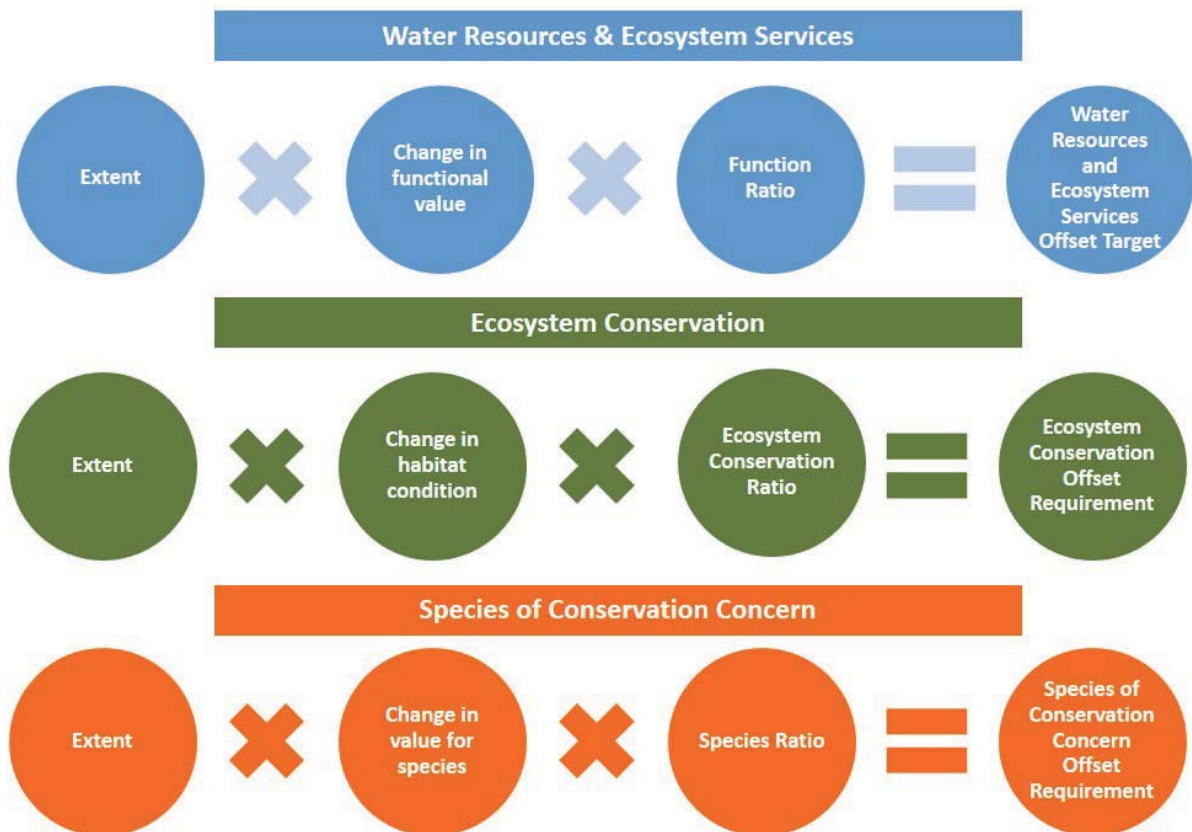 Water Resources & Ecosystem Services
Extent
Change in
functional
value
Function
Ratio
Water
Resources
and
Ecosystem
Services
Offset Target
Ecosystem Conservation
Extent
Change in
habitat
condition
Ecosystem
Conservation
Ratio
Ecosystem
Conservation
Offset
Requirement
Species of Conservation Concern
Extent
Change in
value for
species
Species Ratio
Species of
Conservation
Concern
Offset
Requirement